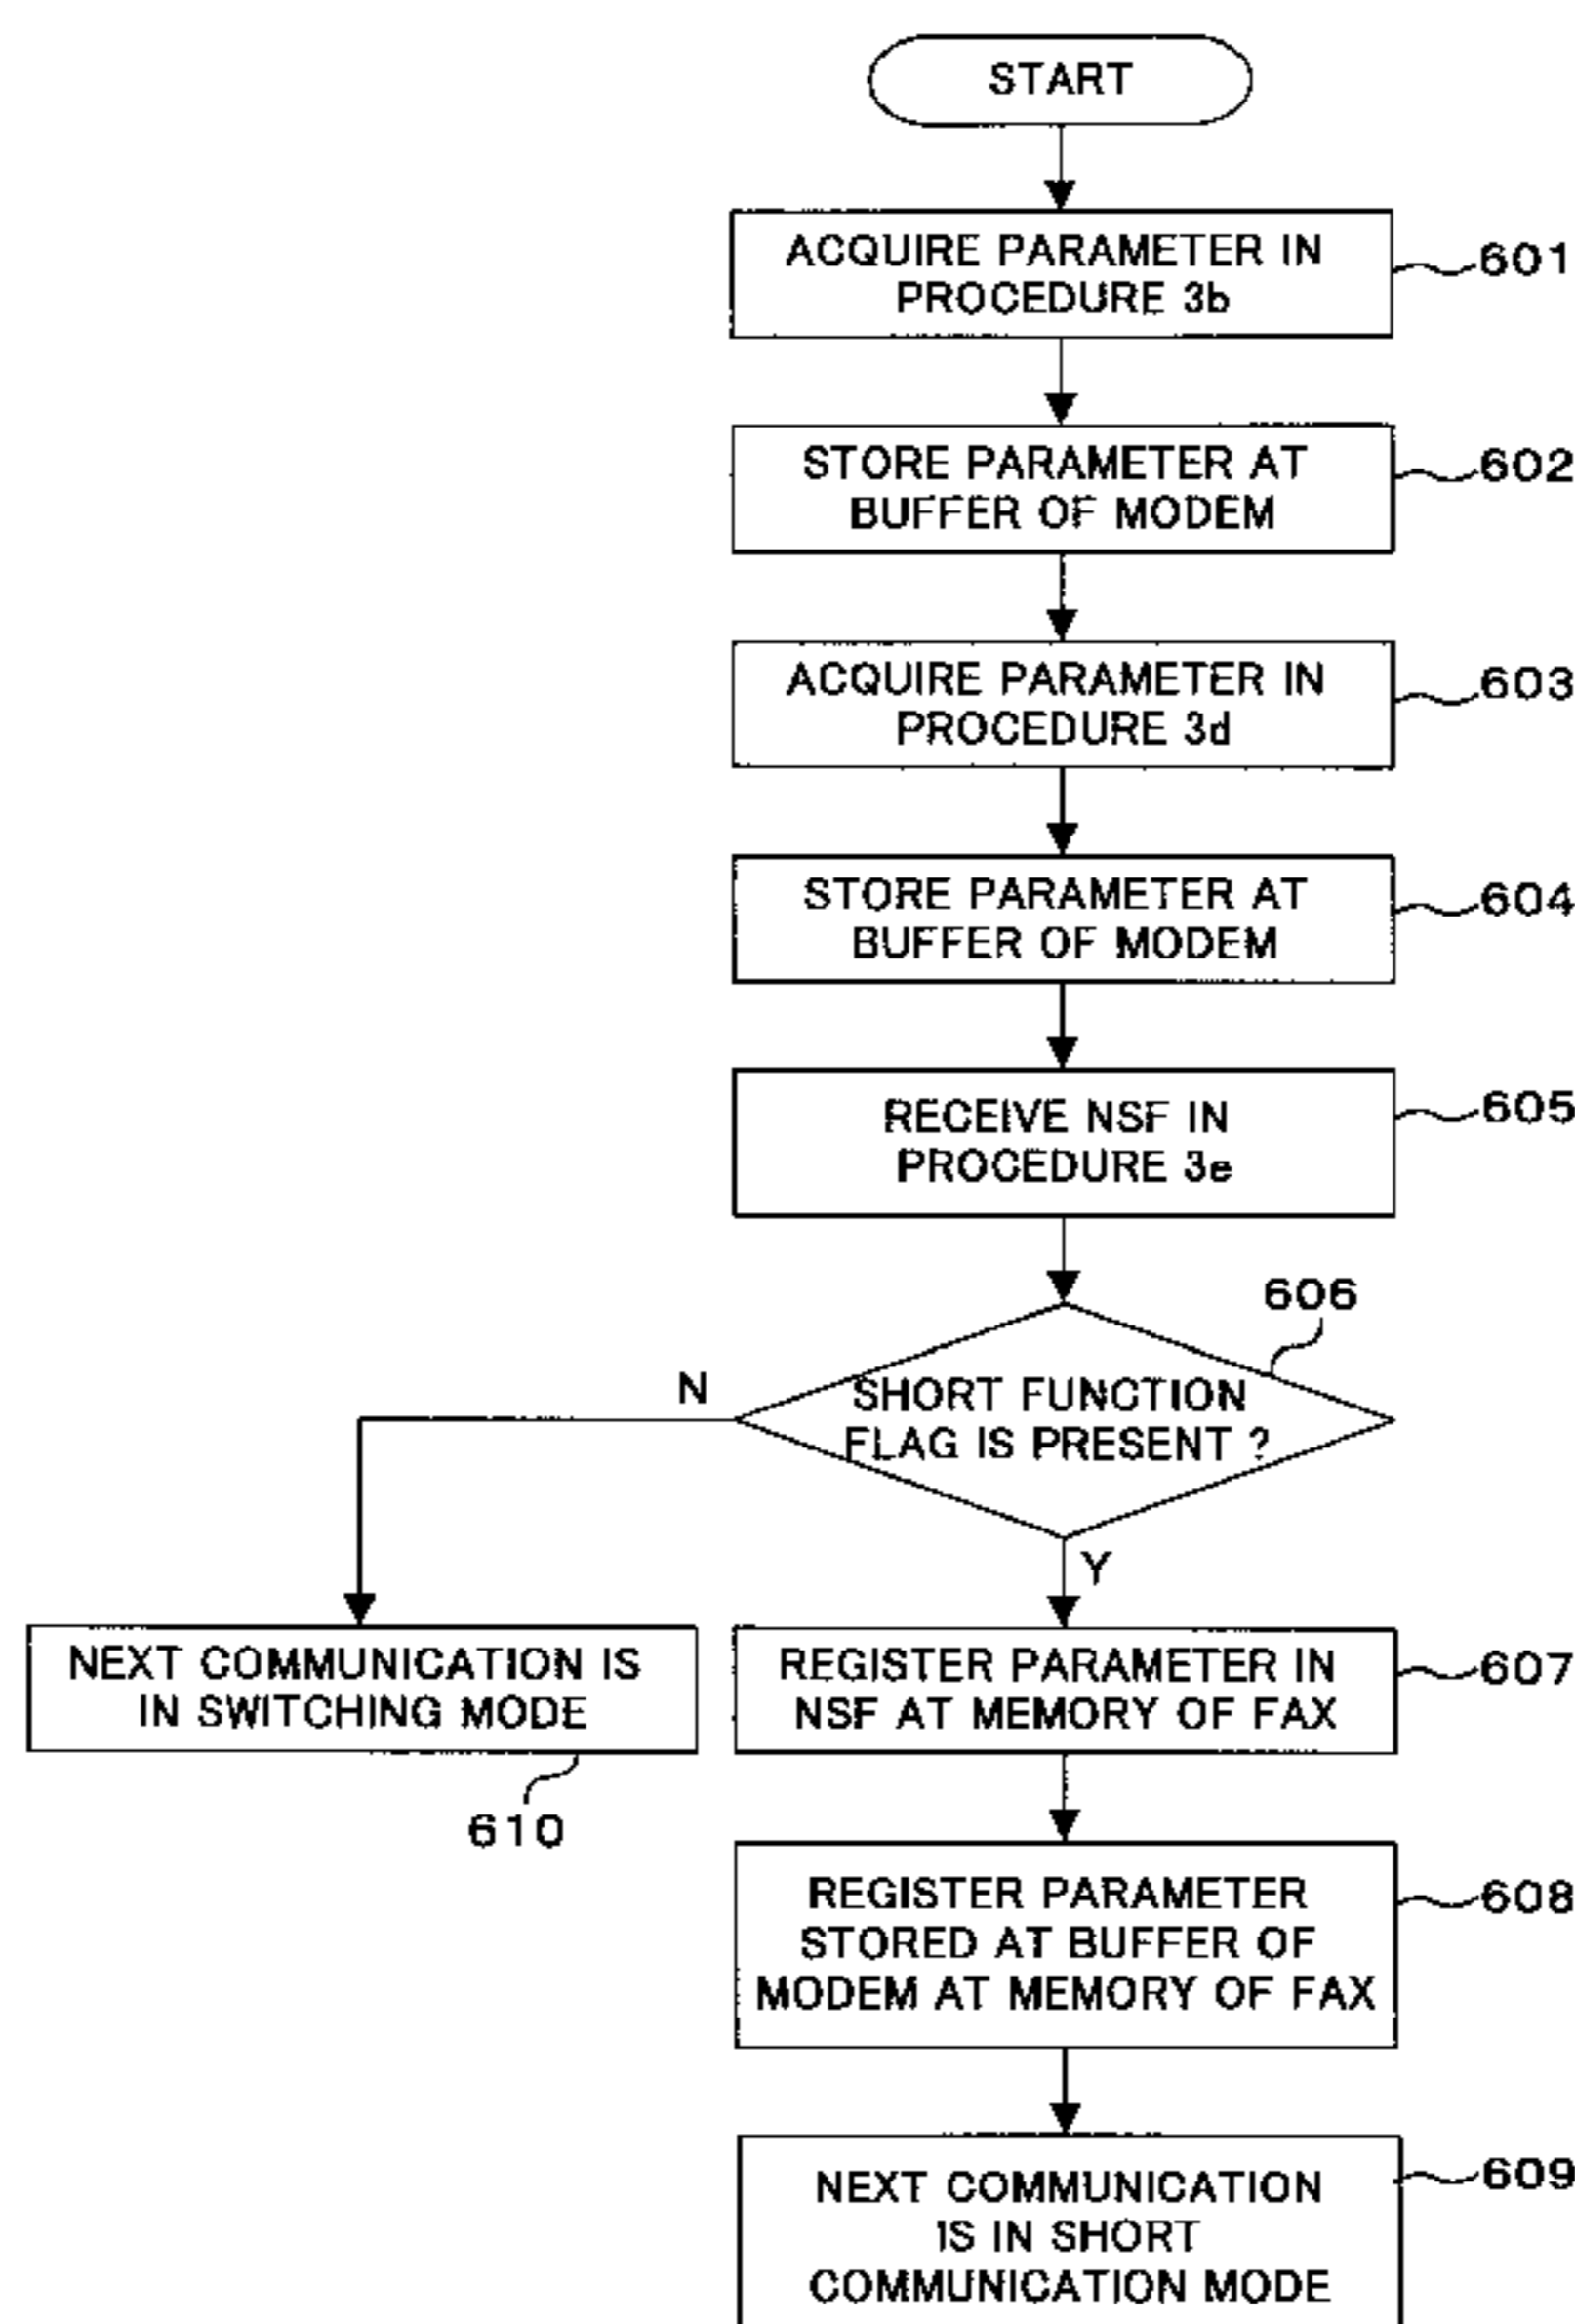 START
ACQUIRE PARAMETER IN
PROCEDURE 3b
601
STORE PARAMETER AT
BUFFER OF MODEM
602
ACQUIRE PARAMETER IN
PROCEDURE 3d
603
STORE PARAMETER AT
BUFFER OF MODEM
604
RECEIVE NSF IN
PROCEDURE 3e
605
606
SHORT FUNCTION
FLAG IS PRESENT ?
N
Y
NEXT COMMUNICATION IS
IN SWITCHING MODE
610
REGISTER PARAMETER IN
NSF AT MEMORY OF FAX
607
REGISTER PARAMETER
STORED AT BUFFER OF
MODEM AT MEMORY OF FAX
608
NEXT COMMUNICATION
IS IN SHORT
COMMUNICATION MODE
609